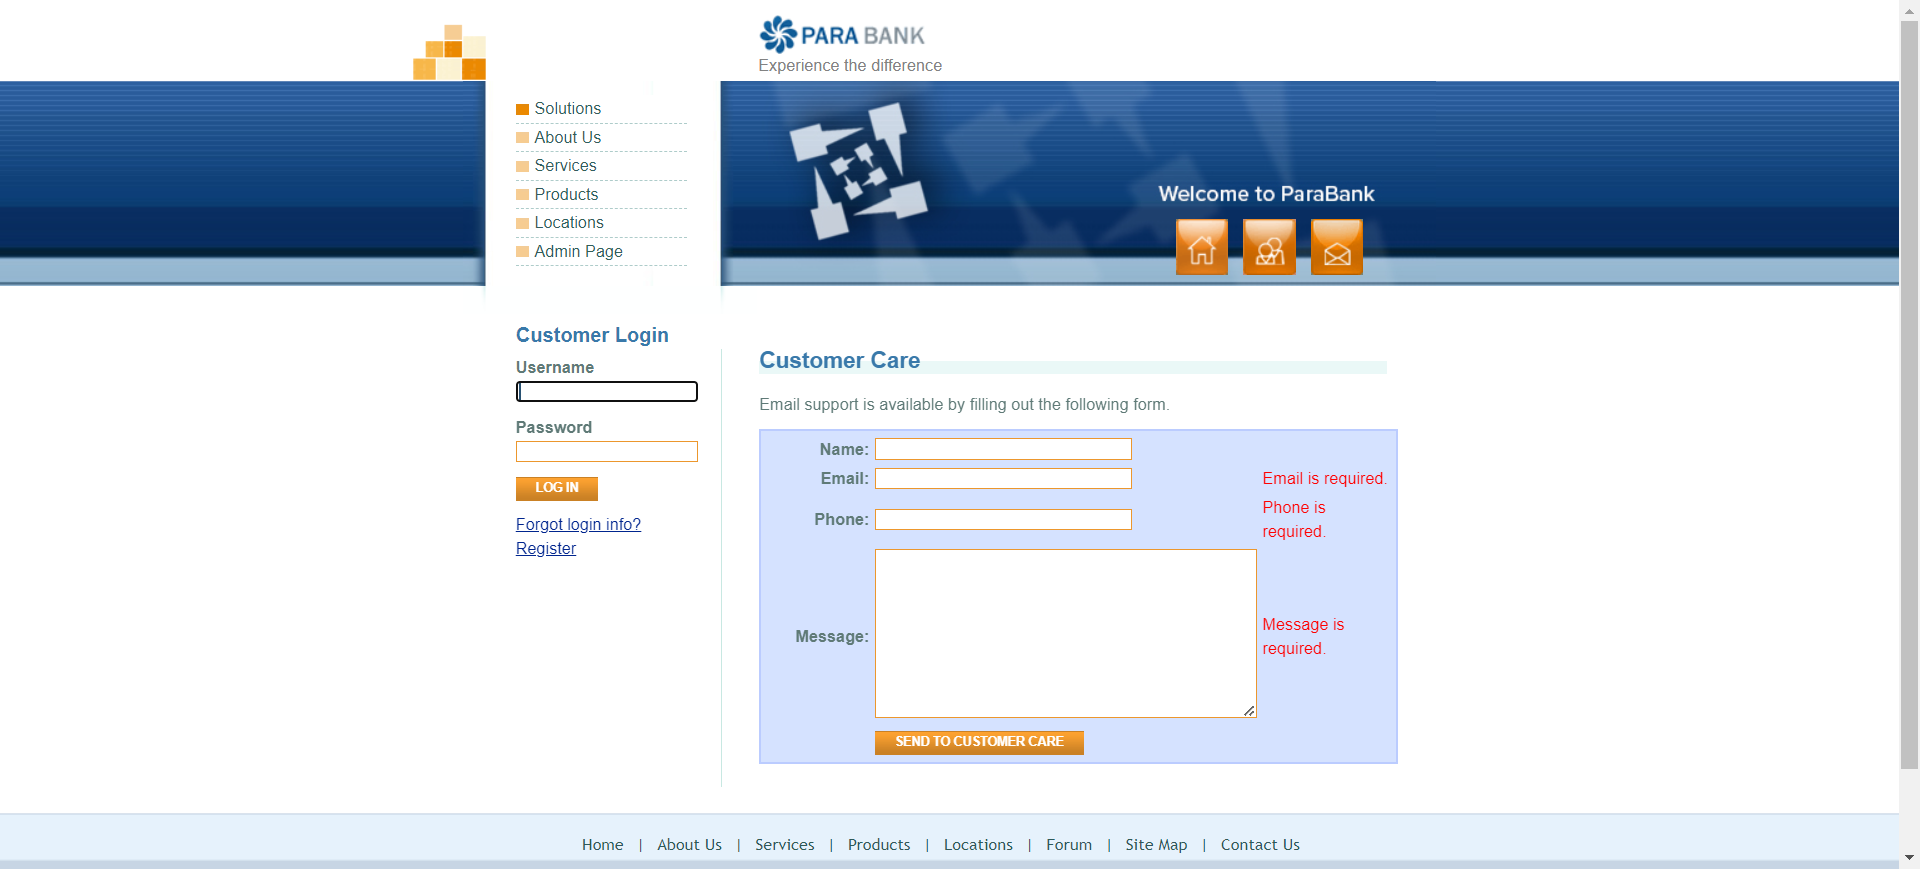 PARA BANK
Experience the difference
Solutions
About Us
Services
Products
Locations
Admin Page
Welcome to ParaBank
Customer Login
Username
Password
LOG IN
Forgot login info?
Register
Customer Care
Email support is available by filling out the following form.
Name:
Email:
Email is required.
Phone:
Phone is
required.
Message:
Message is
required.
SEND TO CUSTOMER CARE
Home | About Us | Services | Products | Locations | Forum | Site Map | Contact Us